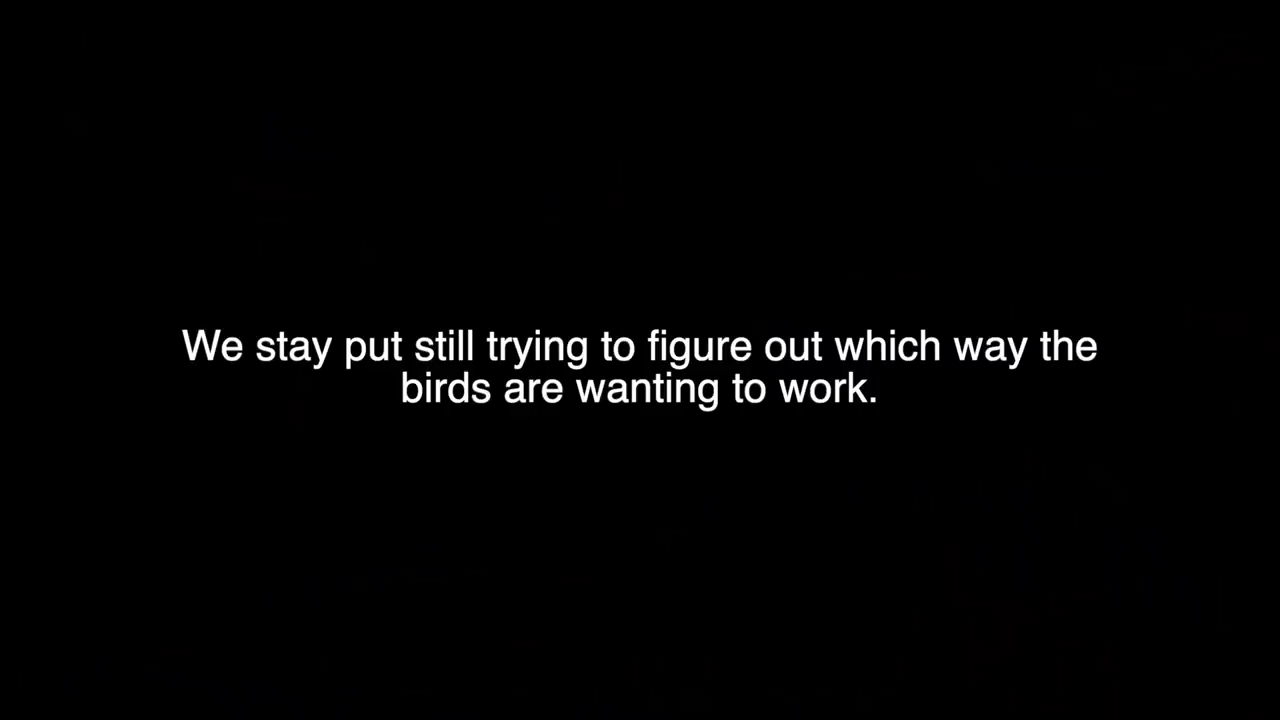 We stay put still trying to figure out which way the
birds are wanting to work.